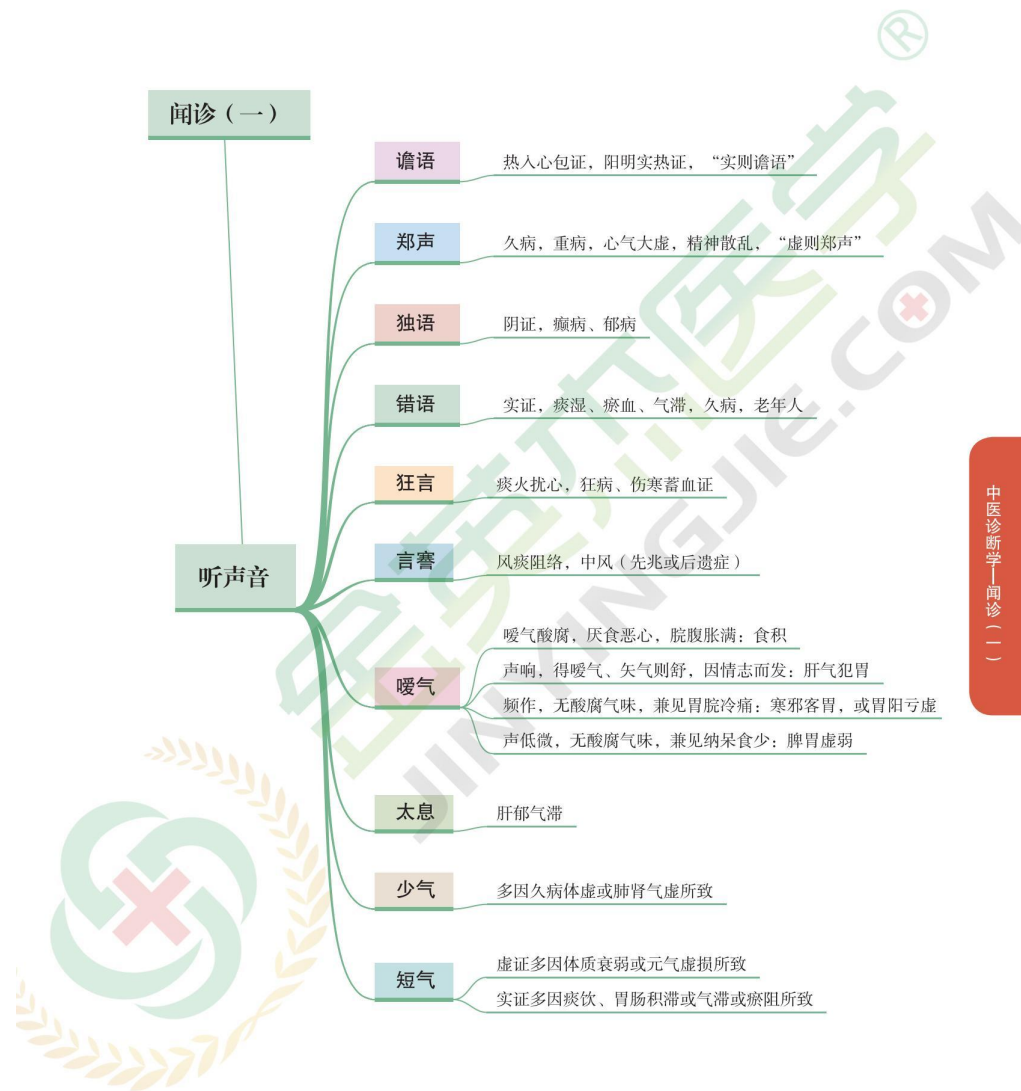 闻诊（一）
听声音
谵语
热入心包证，阳明实热证，“实则谵语”
郑声
久病，重病，心气大虚，精神散乱，“虚则郑声”
独语
阴证，癫病、郁病
错语
实证，痰湿、瘀血、气滞，久病，老年人
狂言
痰火扰心，狂病、伤寒蓄血证
言謇
风痰阻络，中风（先兆或后遗症）
嗳气
嗳气酸腐，厌食恶心，脘腹胀满：食积
声响，得嗳气、矢气则舒，因情志而发：肝气犯胃
频作，无酸腐气味，兼见胃脘冷痛：寒邪客胃，或胃阳亏虚
声低微，无酸腐气味，兼见纳呆食少：脾胃虚弱
太息
肝郁气滞
少气
多因久病体虚或肺肾气虚所致
短气
虚证多因体质衰弱或元气虚损所致
实证多因痰饮、胃肠积滞或气滞或瘀阻所致
中医诊断学—闻诊（一）
金英杰医学®
JINYINGJIE.COM